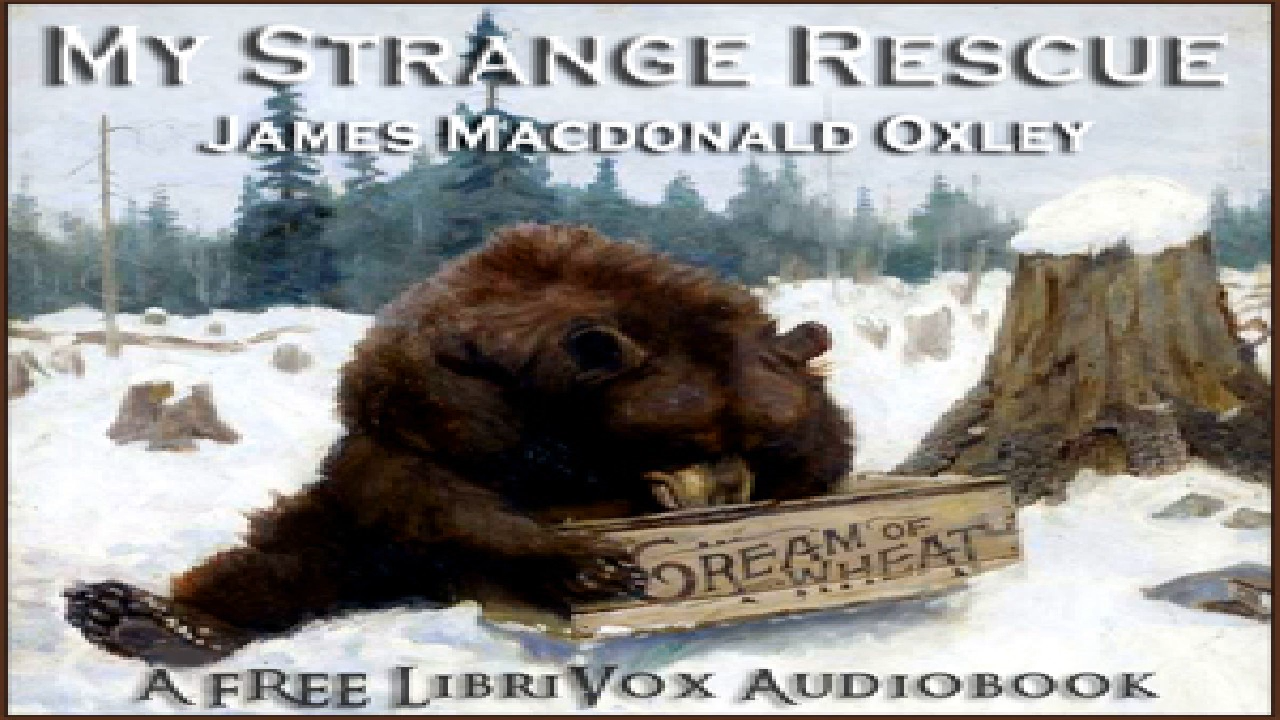 My Strange Rescue
James Macdonald Oxley
Cream of
Wheat
A free LibriVox Audiobook